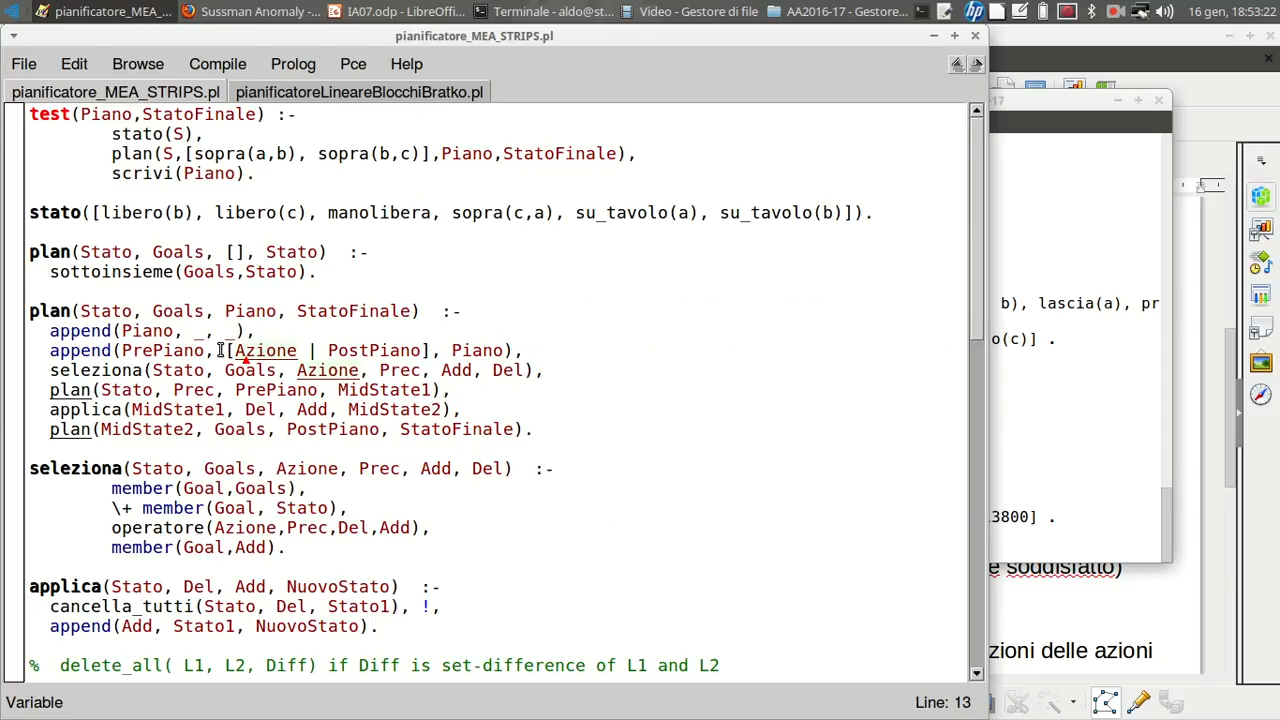 pianificatore_MEA_... Sussman Anomaly -... IA07.odp - LibreOffi... Terminale - aldo@st... Video - Gestore di file AA2016-17 - Gestore... 16 gen, 18:53:22
pianificatore_MEA_STRIPS.pl
File Edit Browse Compile Prolog Pce Help
pianificatore_MEA_STRIPS.pl pianificatoreLineareBlocchiBratko.pl
-17
test(Piano,StatoFinale) :-
stato(S),
plan(S,[sopra(a,b), sopra(b,c)],Piano,StatoFinale),
scrivi(Piano).
stato([libero(b), libero(c), manolibera, sopra(c,a), su_tavolo(a), su_tavolo(b)]).
plan(Stato, Goals, [], Stato) :-
sottoinsieme(Goals,Stato).
plan(Stato, Goals, Piano, StatoFinale) :-
append(Piano, _, _),
append(PrePiano, [Azione | PostPiano], Piano),
seleziona(Stato, Goals, Azione, Prec, Add, Del),
plan(Stato, Prec, PrePiano, MidState1),
applica(MidState1, Del, Add, MidState2),
plan(MidState2, Goals, PostPiano, StatoFinale).
seleziona(Stato, Goals, Azione, Prec, Add, Del) :-
member(Goal,Goals),
\+ member(Goal, Stato),
operatore(Azione,Prec,Del,Add),
member(Goal,Add).
applica(Stato, Del, Add, NuovoStato) :-
cancella_tutti(Stato, Del, Stato1), !,
append(Add, Stato1, NuovoStato).
% delete_all( L1, L2, Diff) if Diff is set-difference of L1 and L2
Variable Line: 13
b), lascia(a), pr
o(c)] .
3800] .
e soddisfatto)
zioni delle azioni